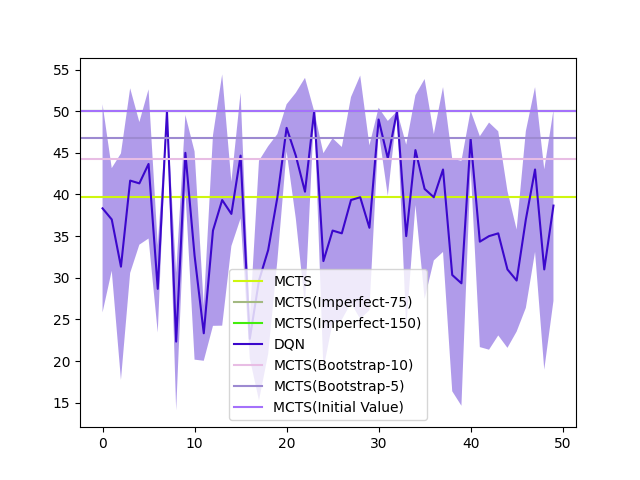 55
50
45
40
35
30
25
20
15
MCTS
MCTS(Imperfect-75)
MCTS(Imperfect-150)
DQN
MCTS(Bootstrap-10)
MCTS(Bootstrap-5)
MCTS(Initial Value)
0 10 20 30 40 50